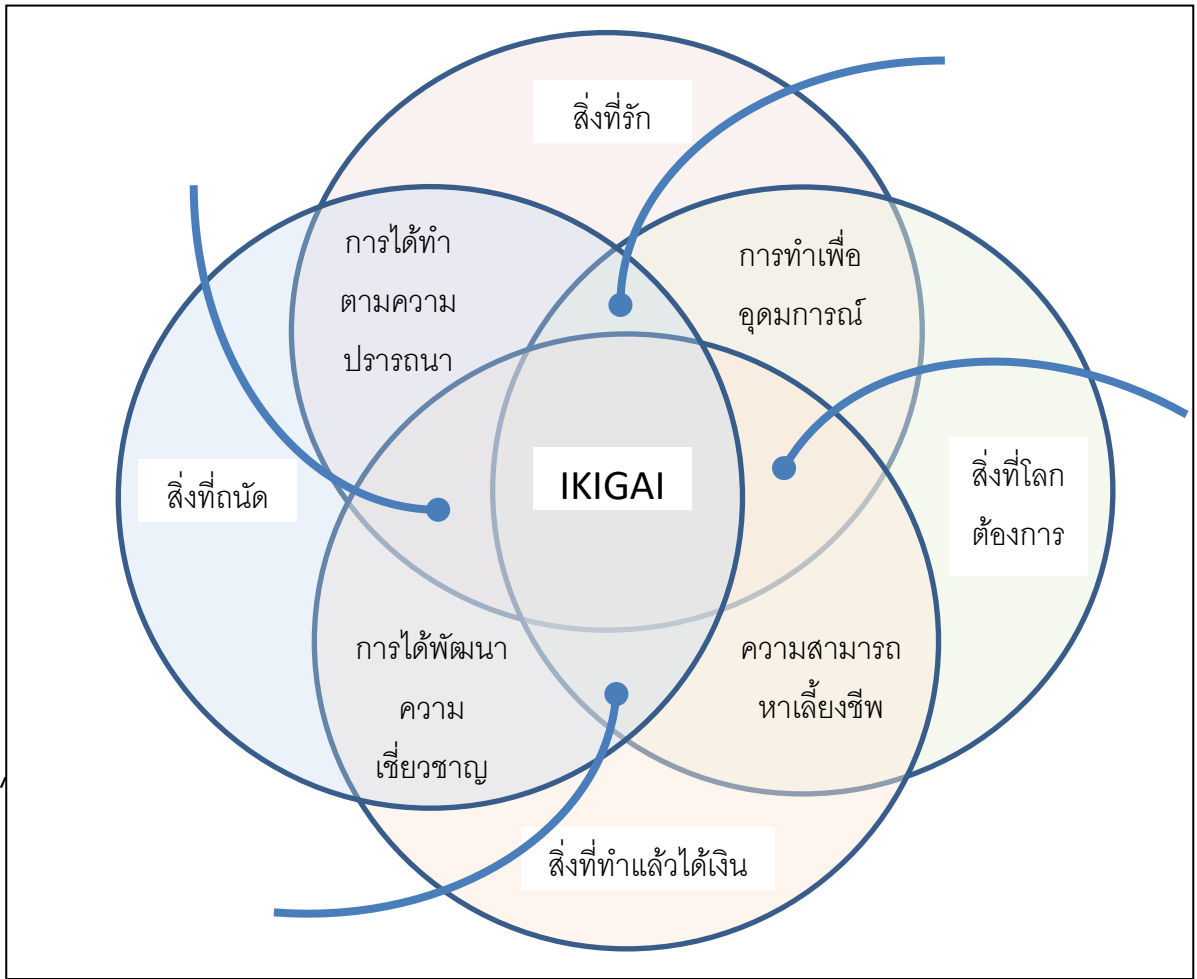 สิ่งที่รัก
การได้ทำ
ตามความ
ปรารถนา
การทำเพื่อ
อุดมการณ์
สิ่งที่ถนัด
IKIGAI
สิ่งที่โลก
ต้องการ
การได้พัฒนา
ความ
เชี่ยวชาญ
ความสามารถ
หาเลี้ยงชีพ
สิ่งที่ทำแล้วได้เงิน